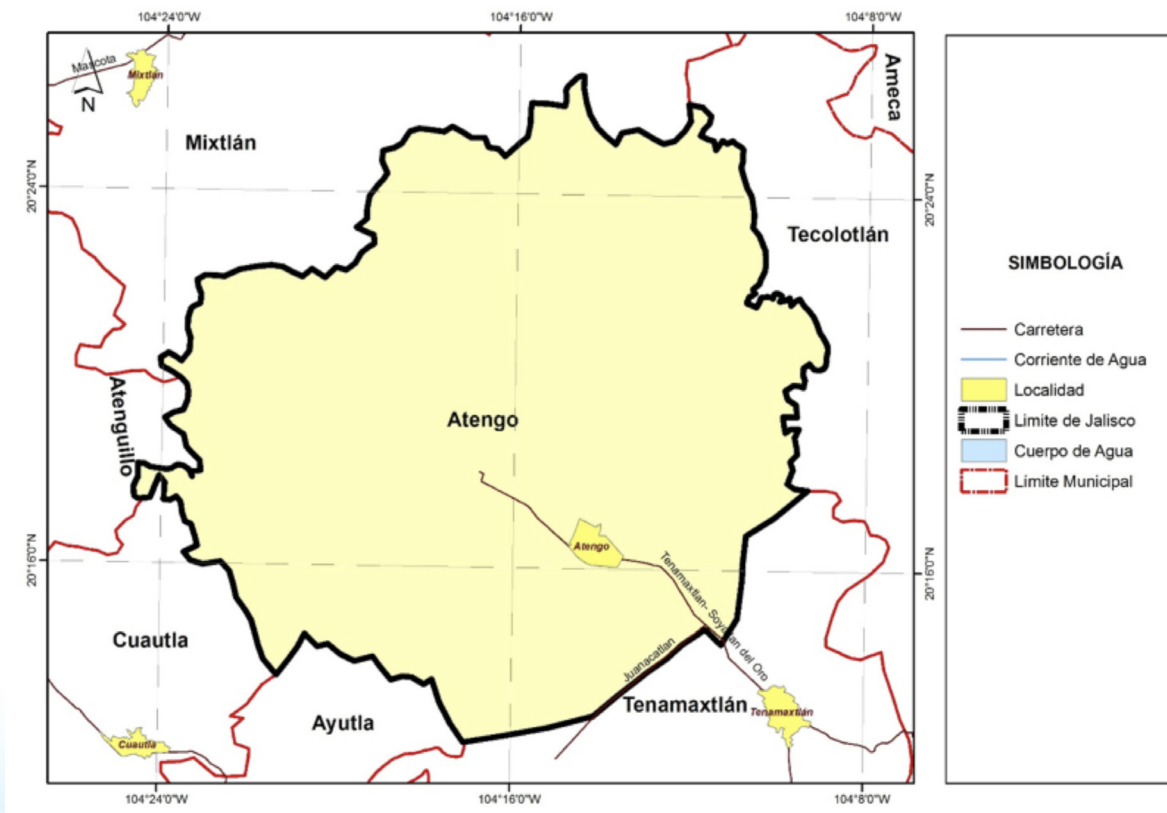 104°24'0"W
104°16'0"W
104°8'0"W
Mascota
Mixtlán
N
Mixtlán
Ameca
20°24'0"N
20°24'0"N
Tecolotlán
SIMBOLOGÍA
Carretera
Corriente de Agua
Localidad
Limite de Jalisco
Cuerpo de Agua
Limite Municipal
Atenguillo
Atengo
Atengo
20°16'0"N
20°16'0"N
Tenamaxtlan- Soyatlan del Oro
Juanacatlan
Cuautla
Ayutla
Tenamaxtlán
Tenamaxtlán
Cuautla
104°24'0"W
104°16'0"W
104°8'0"W